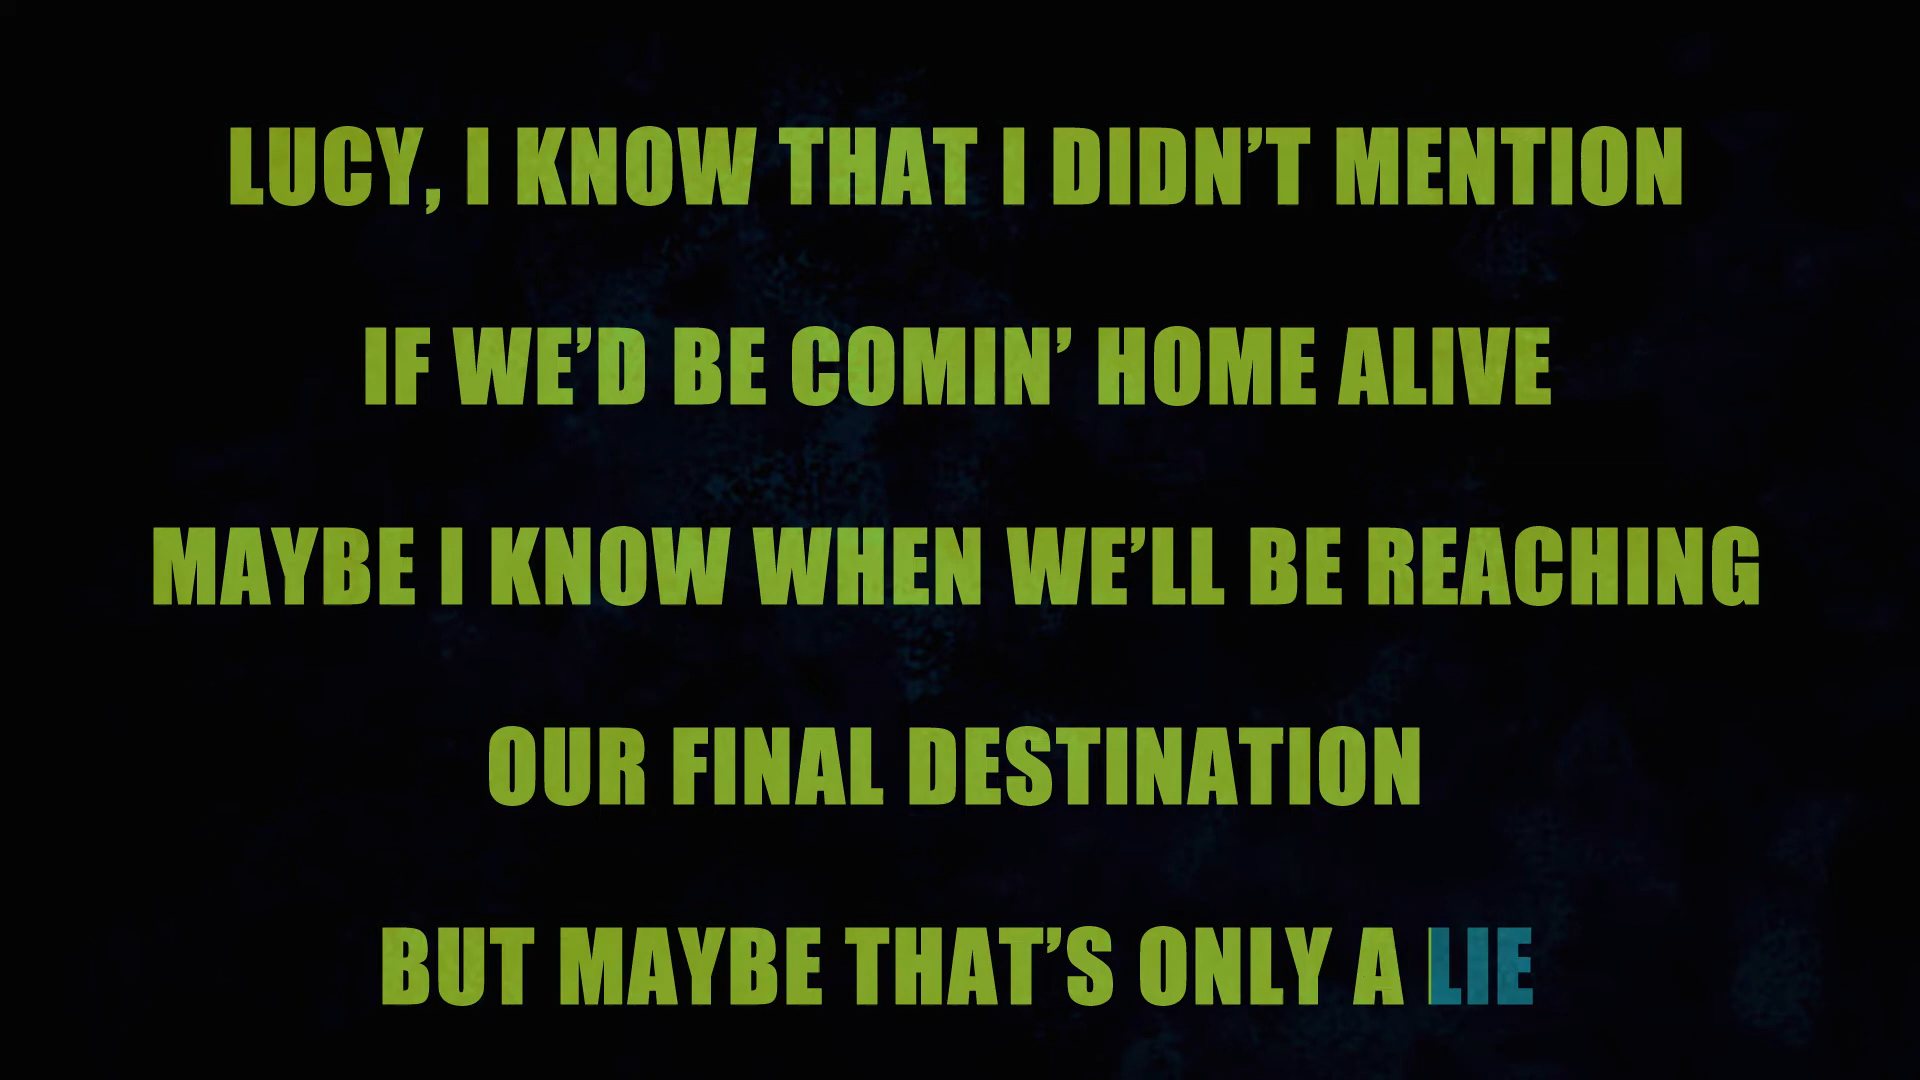 LUCY, I KNOW THAT I DIDN’T MENTION
IF WE’D BE COMIN’ HOME ALIVE
MAYBE I KNOW WHEN WE’LL BE REACHING
OUR FINAL DESTINATION
BUT MAYBE THAT’S ONLY A LIE